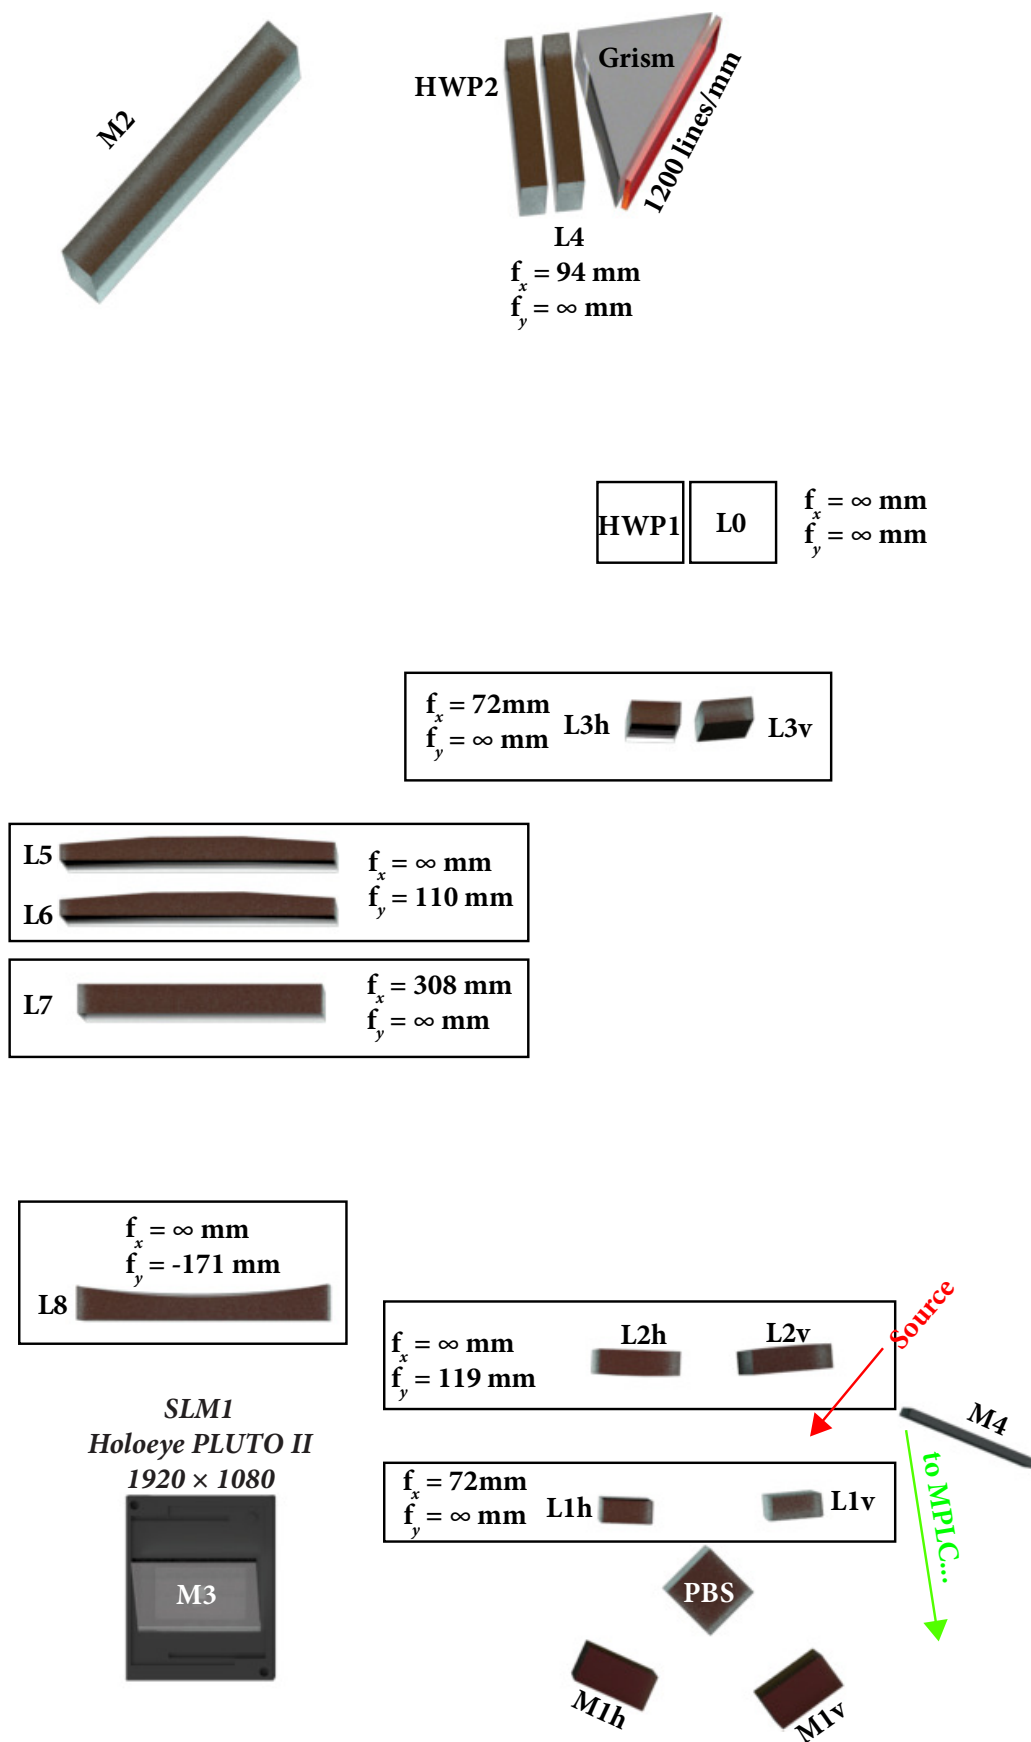 M2
HWP2
Grism
1200 lines/mm
L4
fx = 94 mm
fy = ∞ mm
HWP1
L0
fx = ∞ mm
fy = ∞ mm
fx = 72mm
fy = ∞ mm
L3h
L3v
L5
L6
fx = ∞ mm
fy = 110 mm
L7
fx = 308 mm
fy = ∞ mm
fx = ∞ mm
fy = -171 mm
L8
L2h
L2v
fx = ∞ mm
fy = 119 mm
Source
M4
SLM1
Holoeye PLUTO II
1920 × 1080
fx = 72mm
fy = ∞ mm
L1h
L1v
to MPLC...
M3
PBS
M1h
M1v